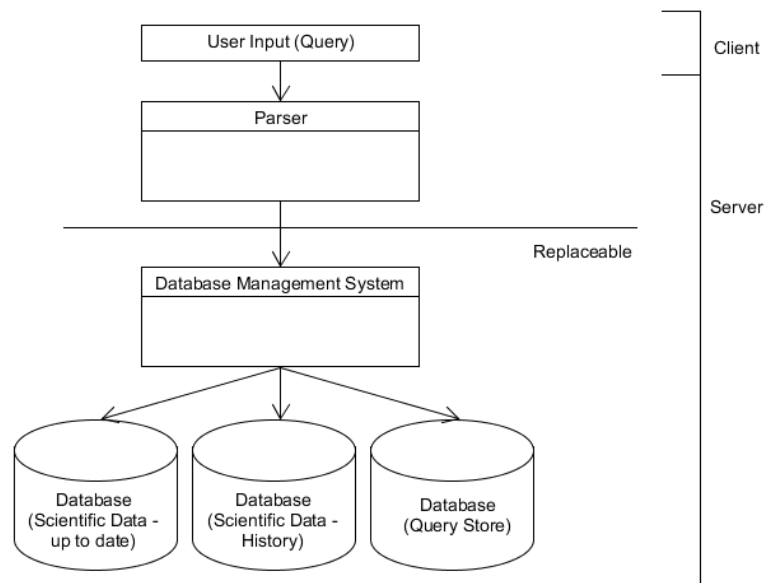 User Input (Query)
Client
Parser
Server
Replaceable
Database Management System
Database
(Scientific Data -
up to date)
Database
(Scientific Data -
History)
Database
(Query Store)